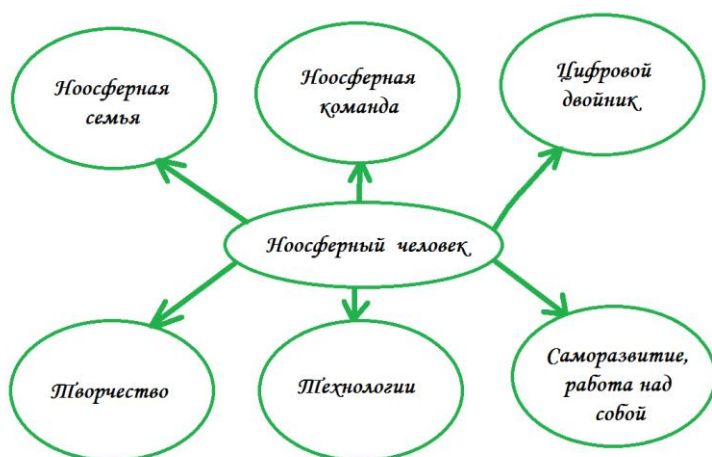 Ноосферная
семья
Ноосферная
команда
Цифровой
двойник
Ноосферный человек
Творчество
Технологии
Саморазвитие,
работа над
собой